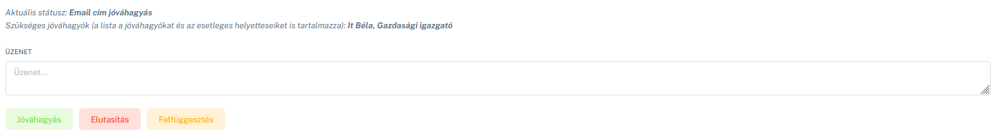 Aktuális státusz: Email cím jóváhagyás
Szükséges jóváhagyók (a lista a jóváhagyókat és az esetleges helyetteseiket is tartalmazza): It Béla, Gazdasági igazgató
ÜZENET
Üzenet...
Jóváhagyás Elutasítás Felfüggesztés